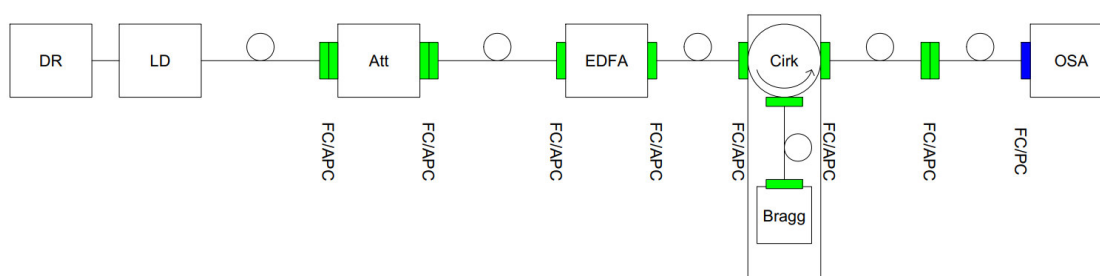 DR
LD
Att
EDFA
Cirk
OSA
FC/APC
FC/APC
FC/APC
FC/APC
FC/APC
FC/APC
FC/APC
FC/PC
Bragg